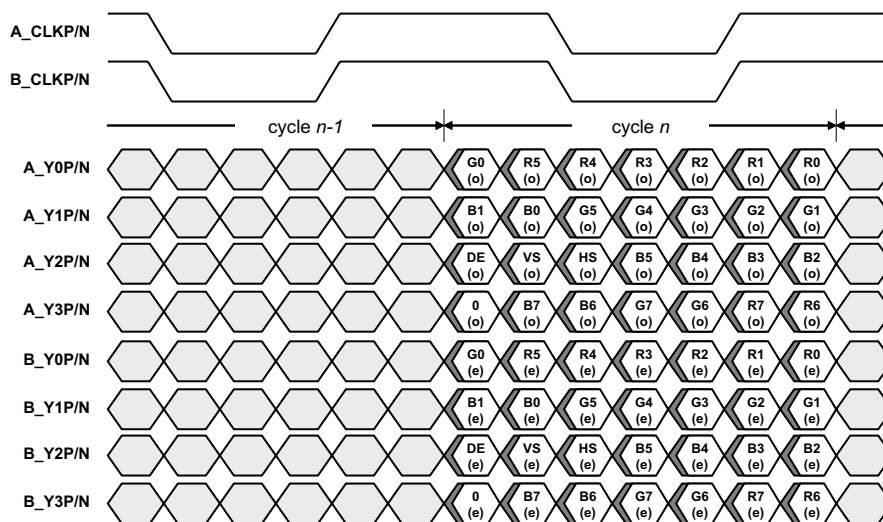 A_CLKP/N
B_CLKP/N
cycle n-1 cycle n
A_Y0P/N G0 (o) R5 (o) R4 (o) R3 (o) R2 (o) R1 (o) R0 (o)
A_Y1P/N B1 (o) B0 (o) G5 (o) G4 (o) G3 (o) G2 (o) G1 (o)
A_Y2P/N DE (o) VS (o) HS (o) B5 (o) B4 (o) B3 (o) B2 (o)
A_Y3P/N 0 (o) B7 (o) B6 (o) G7 (o) G6 (o) R7 (o) R6 (o)
B_Y0P/N G0 (e) R5 (e) R4 (e) R3 (e) R2 (e) R1 (e) R0 (e)
B_Y1P/N B1 (e) B0 (e) G5 (e) G4 (e) G3 (e) G2 (e) G1 (e)
B_Y2P/N DE (e) VS (e) HS (e) B5 (e) B4 (e) B3 (e) B2 (e)
B_Y3P/N 0 (e) B7 (e) B6 (e) G7 (e) G6 (e) R7 (e) R6 (e)